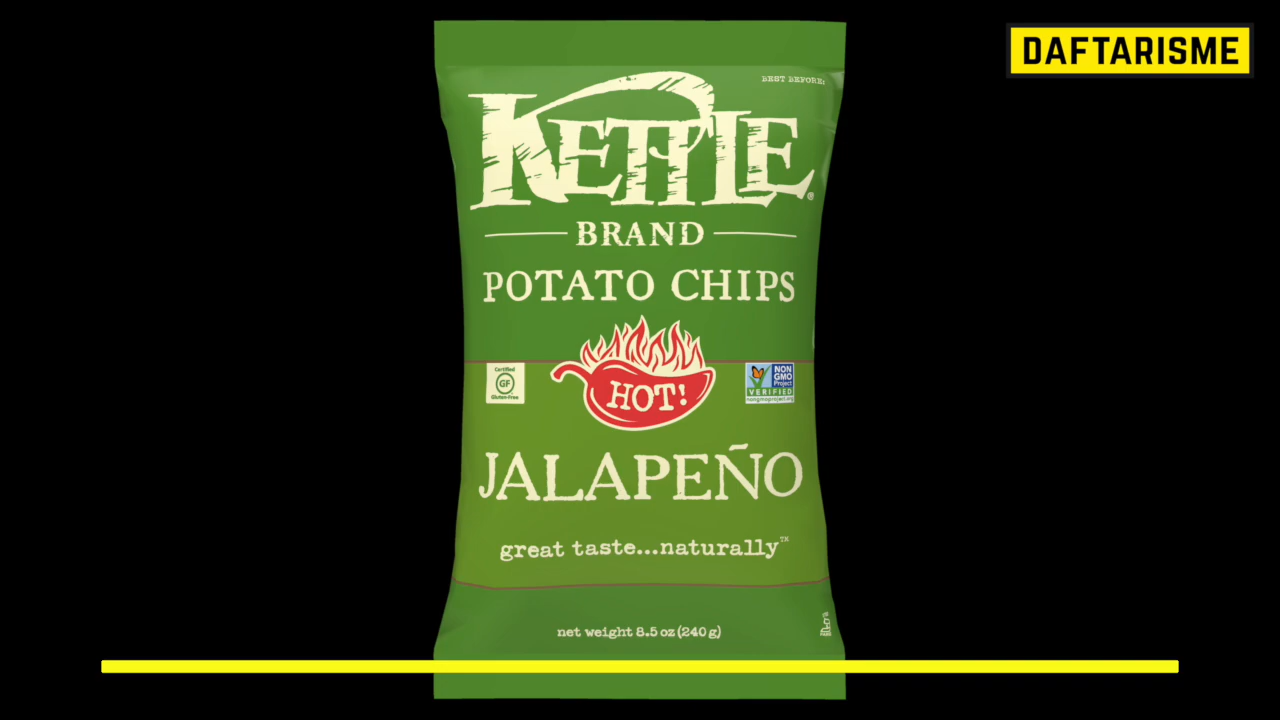 DAFTARISME
BEST BEFORE:
KETTLE®
BRAND
POTATO CHIPS
Certified
GF
Gluten-Free
HOT!
NON
GMO
Project
VERIFIED
nongmoproject.org
JALAPEÑO
great taste...naturally™
net weight 8.5 oz (240 g)